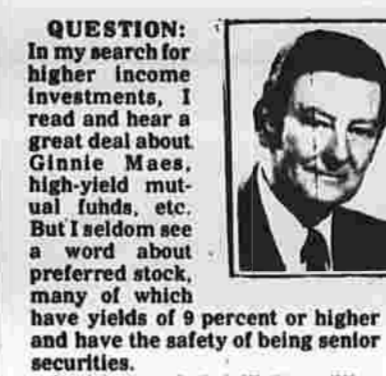 QUESTION:
In my search for
higher income
investments, I
read and hear a
great deal about
Ginnie Maes,
high-yield mut-
ual fuhds, etc.
But I seldom see
a word about
preferred stock,
many of which
have yields of 9 percent or higher
and have the safety of being senior
securities.